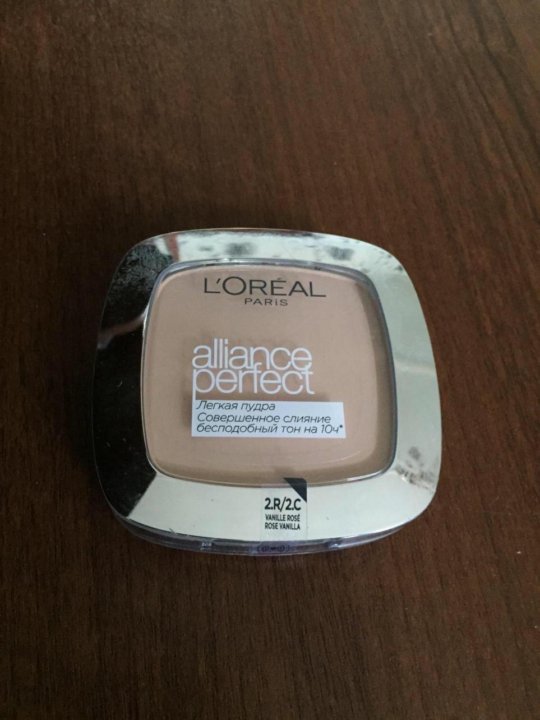 L'ORÉAL
PARIS
alliance
perfect
Легкая пудра
Совершенное слияние
бесподобный тон на 10ч*
2.R/2.C
VANILLE ROSÉ
ROSE VANILLA